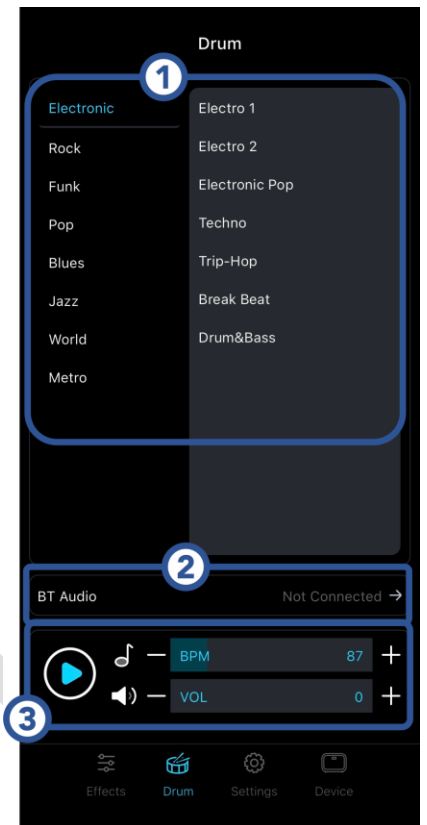 Drum
1
Electronic
Rock
Funk
Pop
Blues
Jazz
World
Metro
Electro 1
Electro 2
Electronic Pop
Techno
Trip-Hop
Break Beat
Drum&Bass
2
BT Audio Not Connected →
3
— BPM 87 +
— VOL 0 +
Effects Drum Settings Device